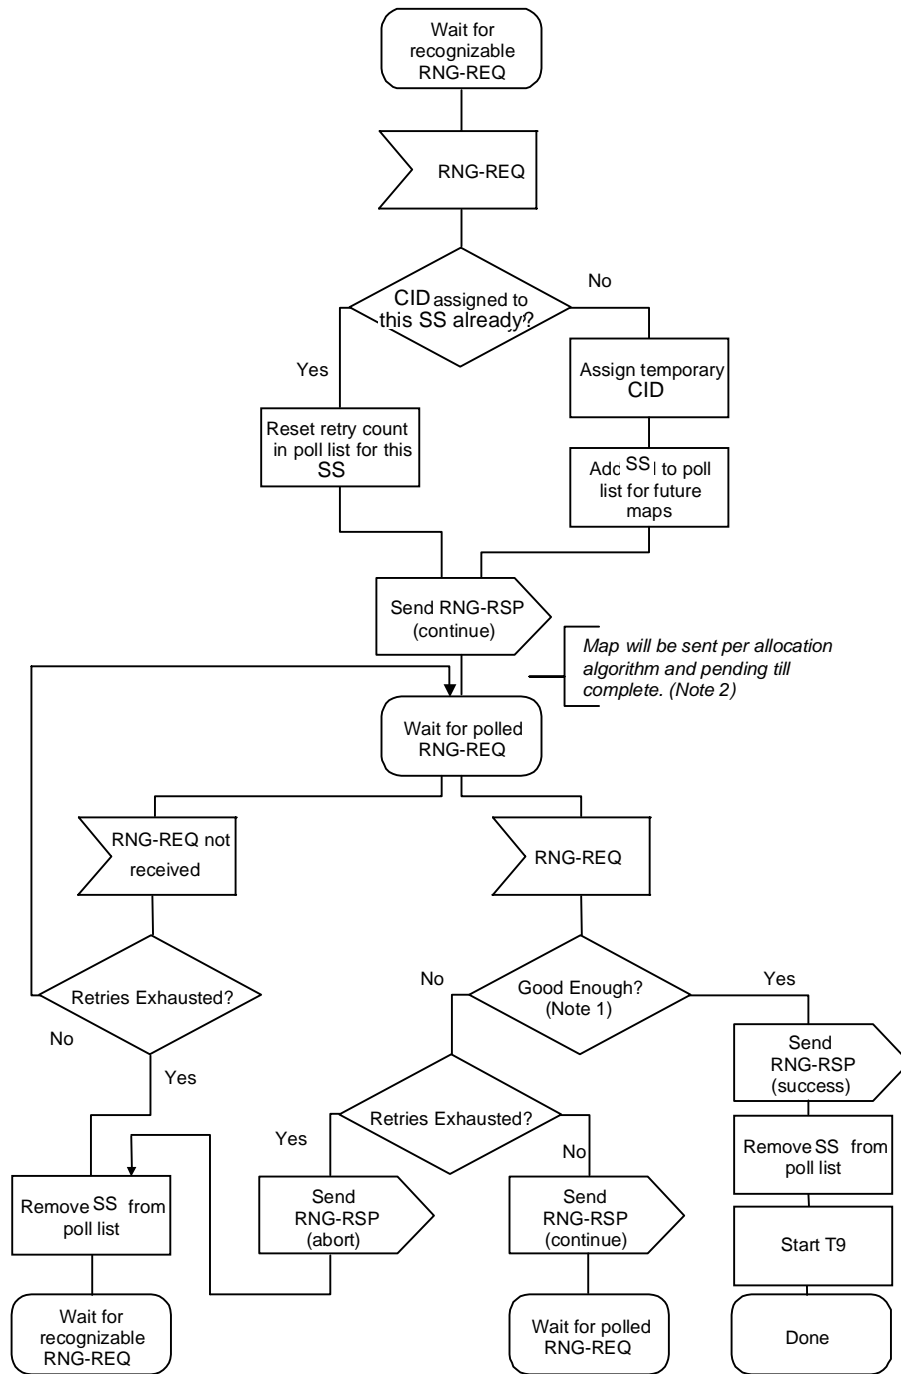 Wait for
recognizable
RNG-REQ
RNG-REQ
CID assigned to
this SS already?
No
Yes
Assign temporary
CID
Reset retry count
in poll list for this
SS
Add SS to poll
list for future
maps
Send RNG-RSP
(continue)
Map will be sent per allocation
algorithm and pending till
complete. (Note 2)
Wait for polled
RNG-REQ
RNG-REQ not
received
RNG-REQ
Retries Exhausted?
No
Yes
No
Good Enough?
(Note 1)
Yes
Send
RNG-RSP
(success)
Retries Exhausted?
Yes
No
Remove SS from
poll list
Remove SS from
poll list
Send
RNG-RSP
(abort)
Send
RNG-RSP
(continue)
Start T9
Wait for
recognizable
RNG-REQ
Wait for polled
RNG-REQ
Done